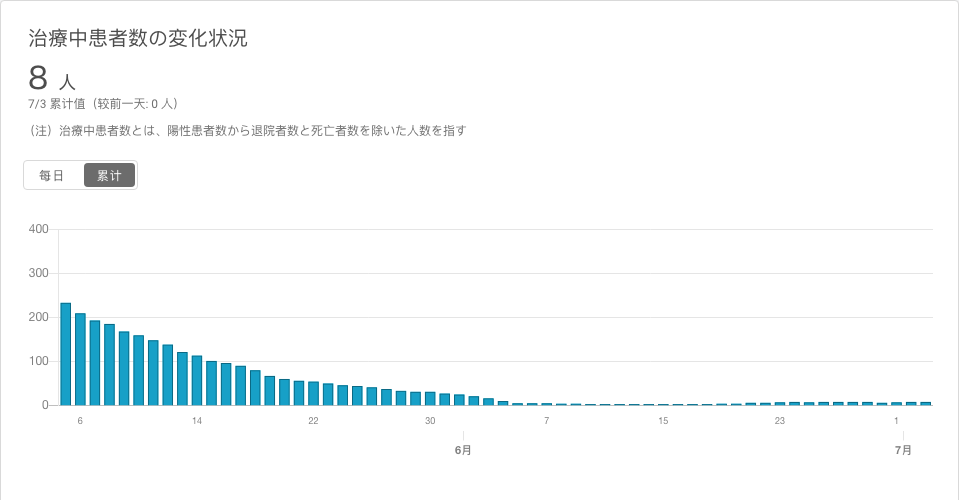 治療中患者数の変化状況
8 人
7/3 累计值（较前一天: 0 人）
（注）治療中患者数とは、陽性患者数から退院者数と死亡者数を除いた人数を指す
每日 累计
400
300
200
100
0
6 14 22 30 7 15 23 1
6月 7月